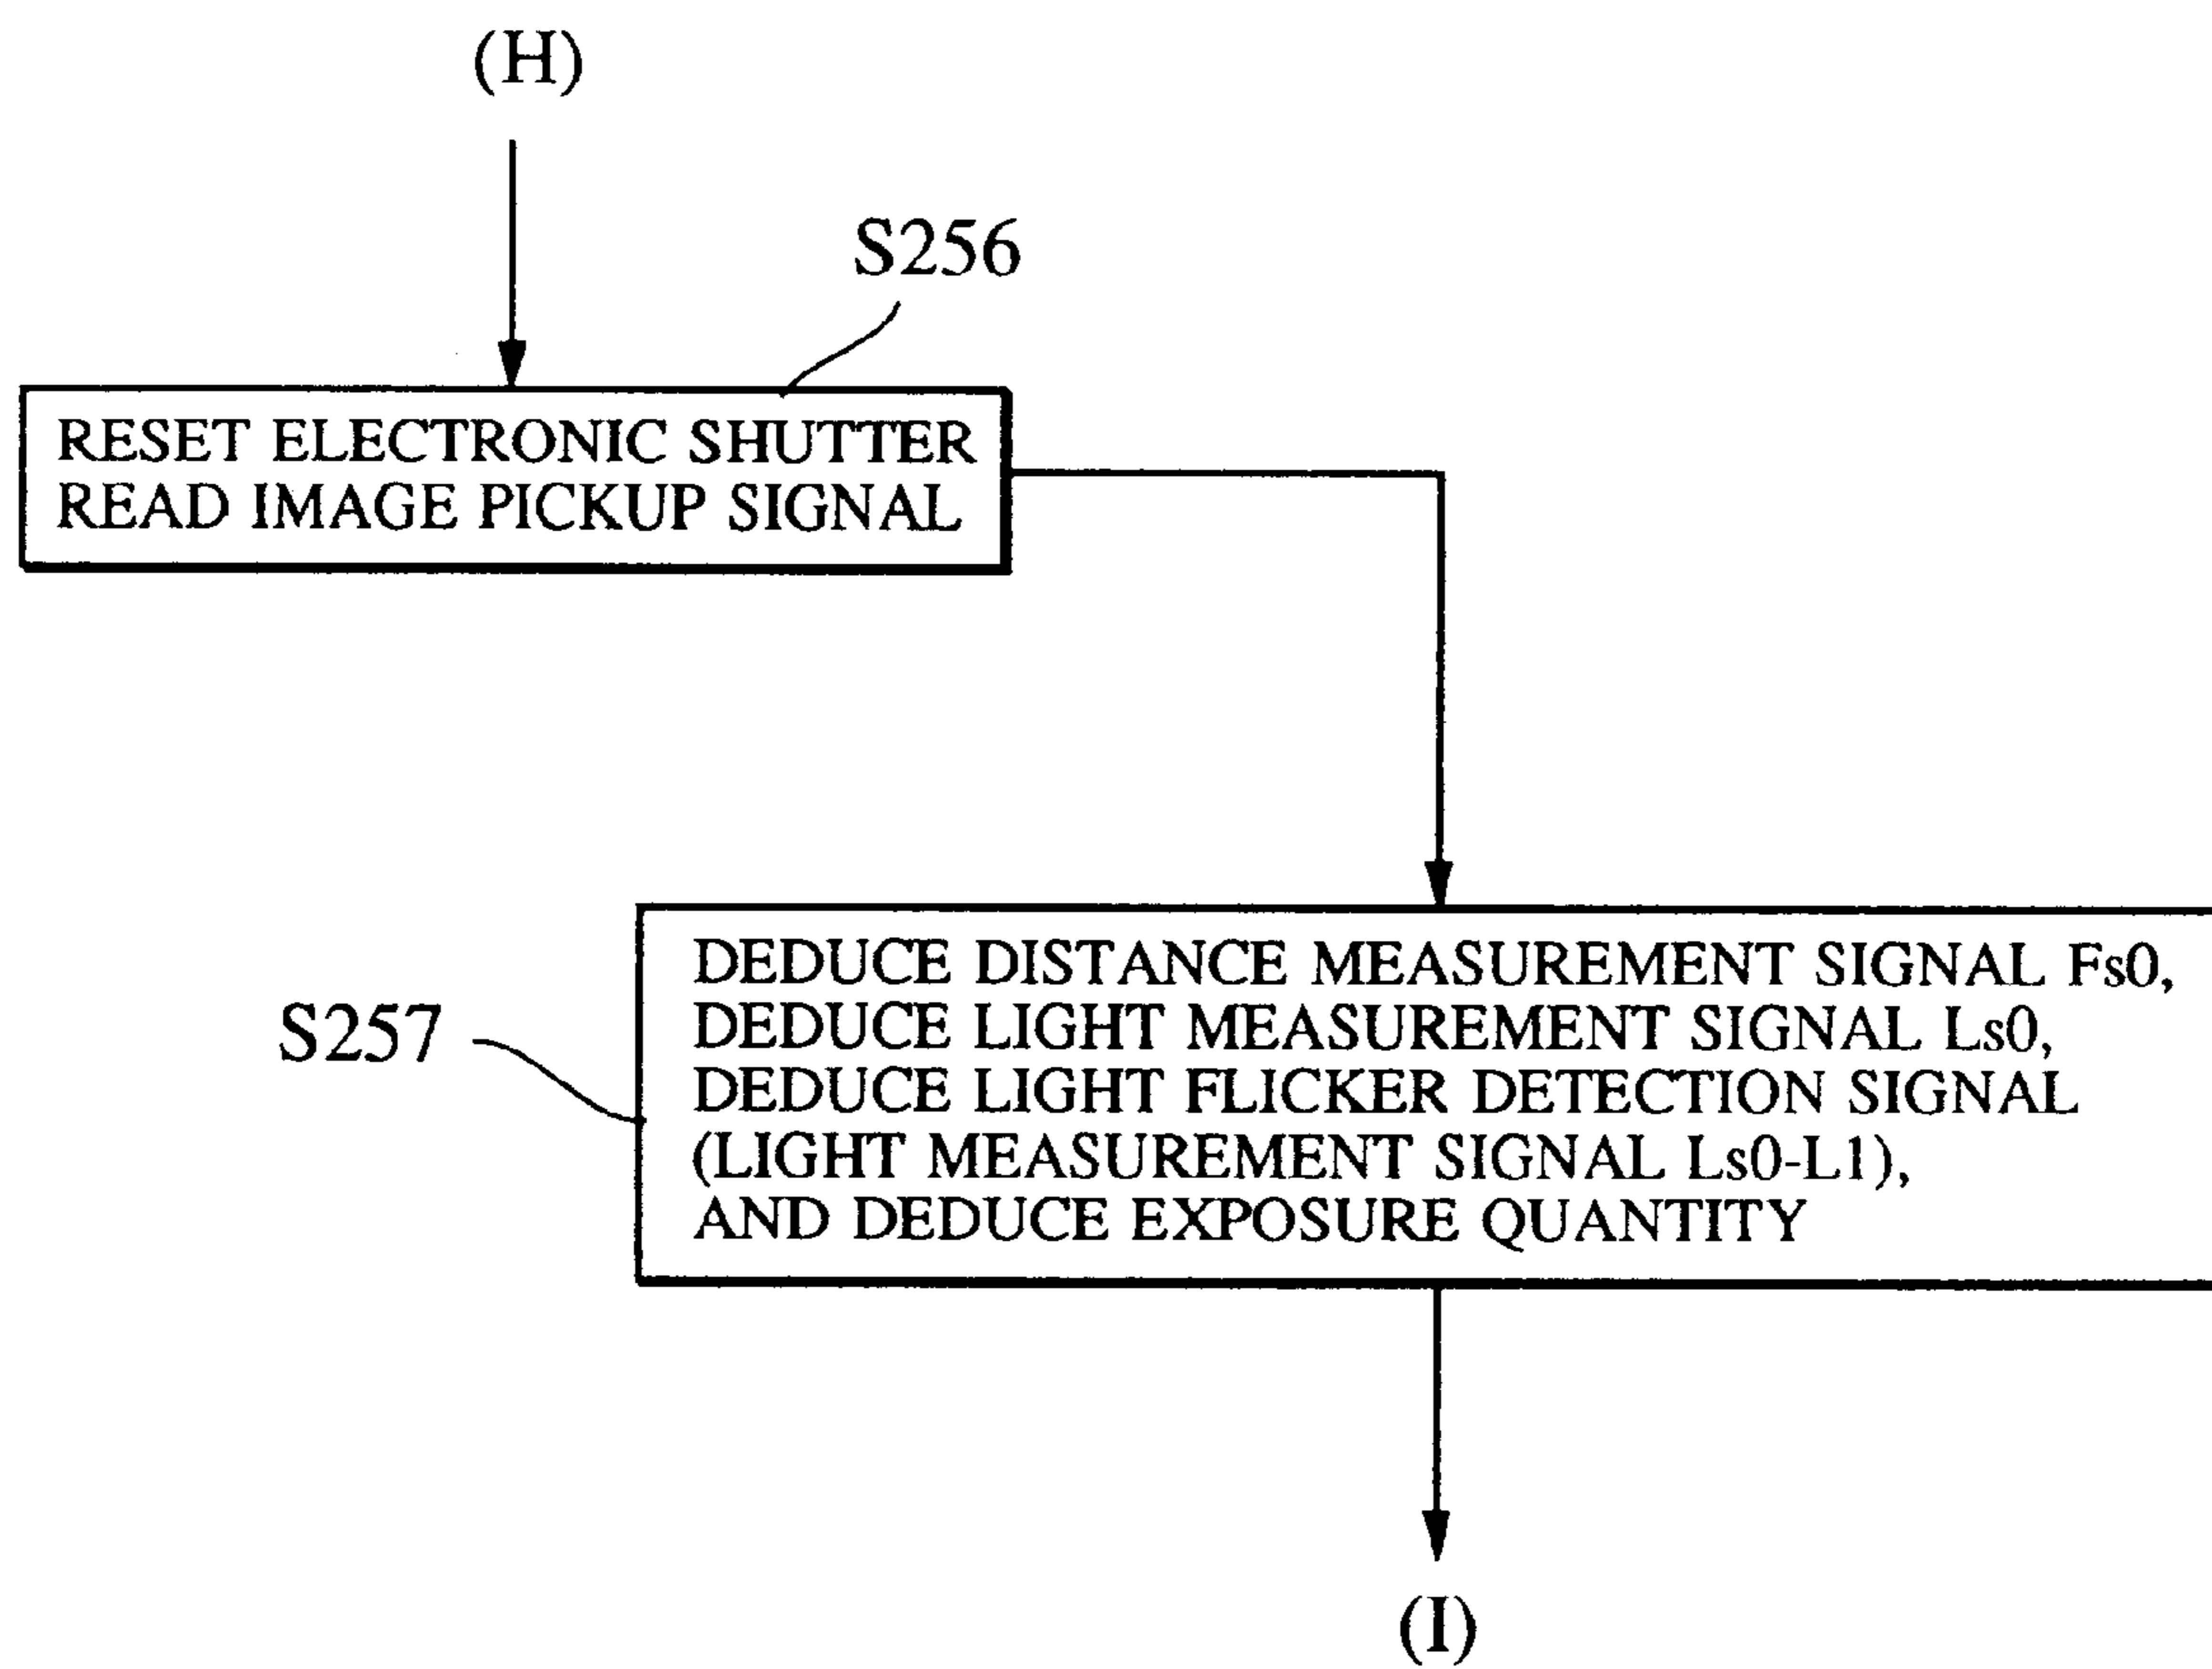 (H)
S256
RESET ELECTRONIC SHUTTER
READ IMAGE PICKUP SIGNAL
DEDUCE DISTANCE MEASUREMENT SIGNAL Fs0,
DEDUCE LIGHT MEASUREMENT SIGNAL Ls0,
S257
DEDUCE LIGHT FLICKER DETECTION SIGNAL
(LIGHT MEASUREMENT SIGNAL Ls0-L1),
AND DEDUCE EXPOSURE QUANTITY
(I)